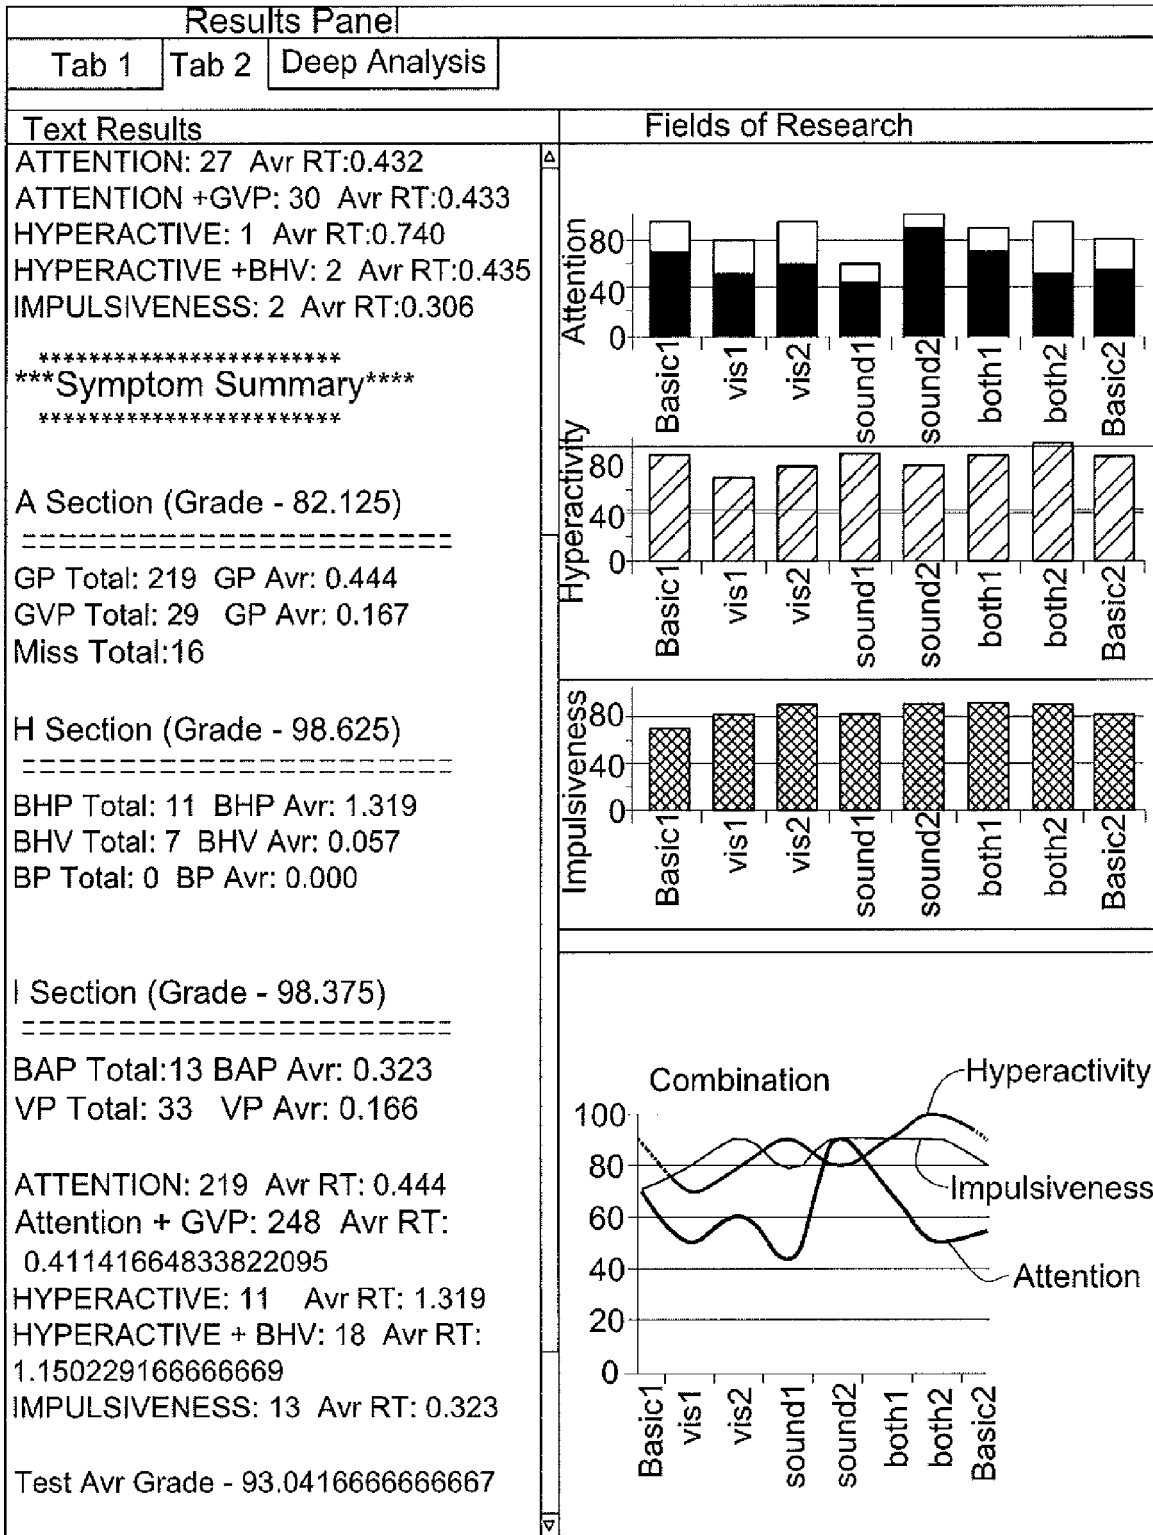 Results Panel
Tab 1 Tab 2 Deep Analysis
Text Results
ATTENTION: 27 Avr RT:0.432
ATTENTION +GVP: 30 Avr RT:0.433
HYPERACTIVE: 1 Avr RT:0.740
HYPERACTIVE +BHV: 2 Avr RT:0.435
IMPULSIVENESS: 2 Avr RT:0.306
************************
***Symptom Summary****
************************
A Section (Grade - 82.125)
=======================
GP Total: 219 GP Avr: 0.444
GVP Total: 29 GP Avr: 0.167
Miss Total:16
H Section (Grade - 98.625)
=======================
BHP Total: 11 BHP Avr: 1.319
BHV Total: 7 BHV Avr: 0.057
BP Total: 0 BP Avr: 0.000
I Section (Grade - 98.375)
=======================
BAP Total:13 BAP Avr: 0.323
VP Total: 33 VP Avr: 0.166
ATTENTION: 219 Avr RT: 0.444
Attention + GVP: 248 Avr RT:
0.41141664833822095
HYPERACTIVE: 11 Avr RT: 1.319
HYPERACTIVE + BHV: 18 Avr RT:
1.150229166666669
IMPULSIVENESS: 13 Avr RT: 0.323
Test Avr Grade - 93.0416666666667
Fields of Research
Attention
80
40
0
Basic1 vis1 vis2 sound1 sound2 both1 both2 Basic2
Hyperactivity
80
40
0
Basic1 vis1 vis2 sound1 sound2 both1 both2 Basic2
Impulsiveness
80
40
0
Basic1 vis1 vis2 sound1 sound2 both1 both2 Basic2
Combination
Hyperactivity
Impulsiveness
Attention
100
80
60
40
20
0
Basic1 vis1 vis2 sound1 sound2 both1 both2 Basic2